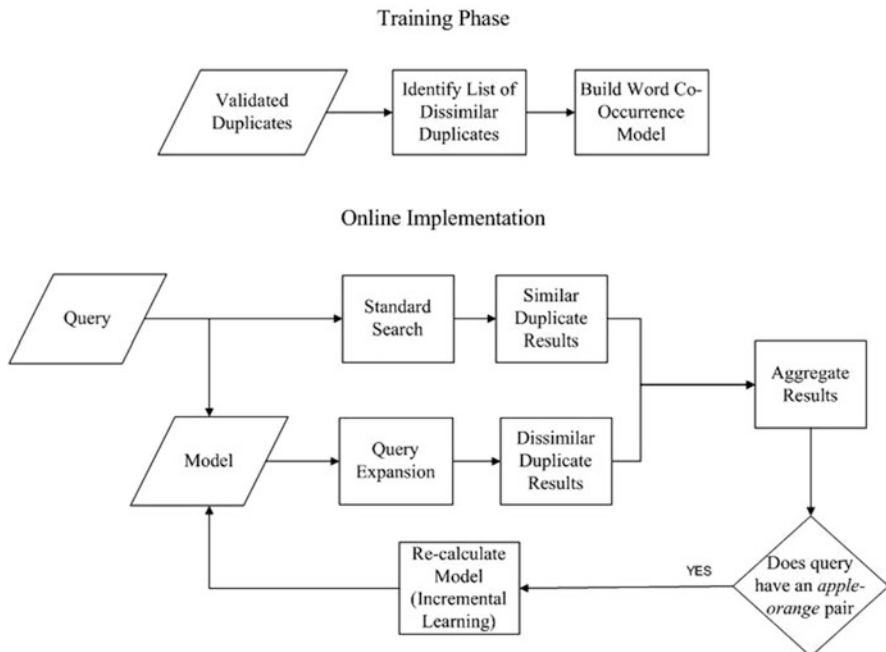 Training Phase
Validated
Duplicates
Identify List of
Dissimilar
Duplicates
Build Word Co-
Occurrence
Model
Online Implementation
Query
Standard
Search
Similar
Duplicate
Results
Aggregate
Results
Model
Query
Expansion
Dissimilar
Duplicate
Results
Re-calculate
Model
(Incremental
Learning)
YES
Does query
have an apple-
orange pair